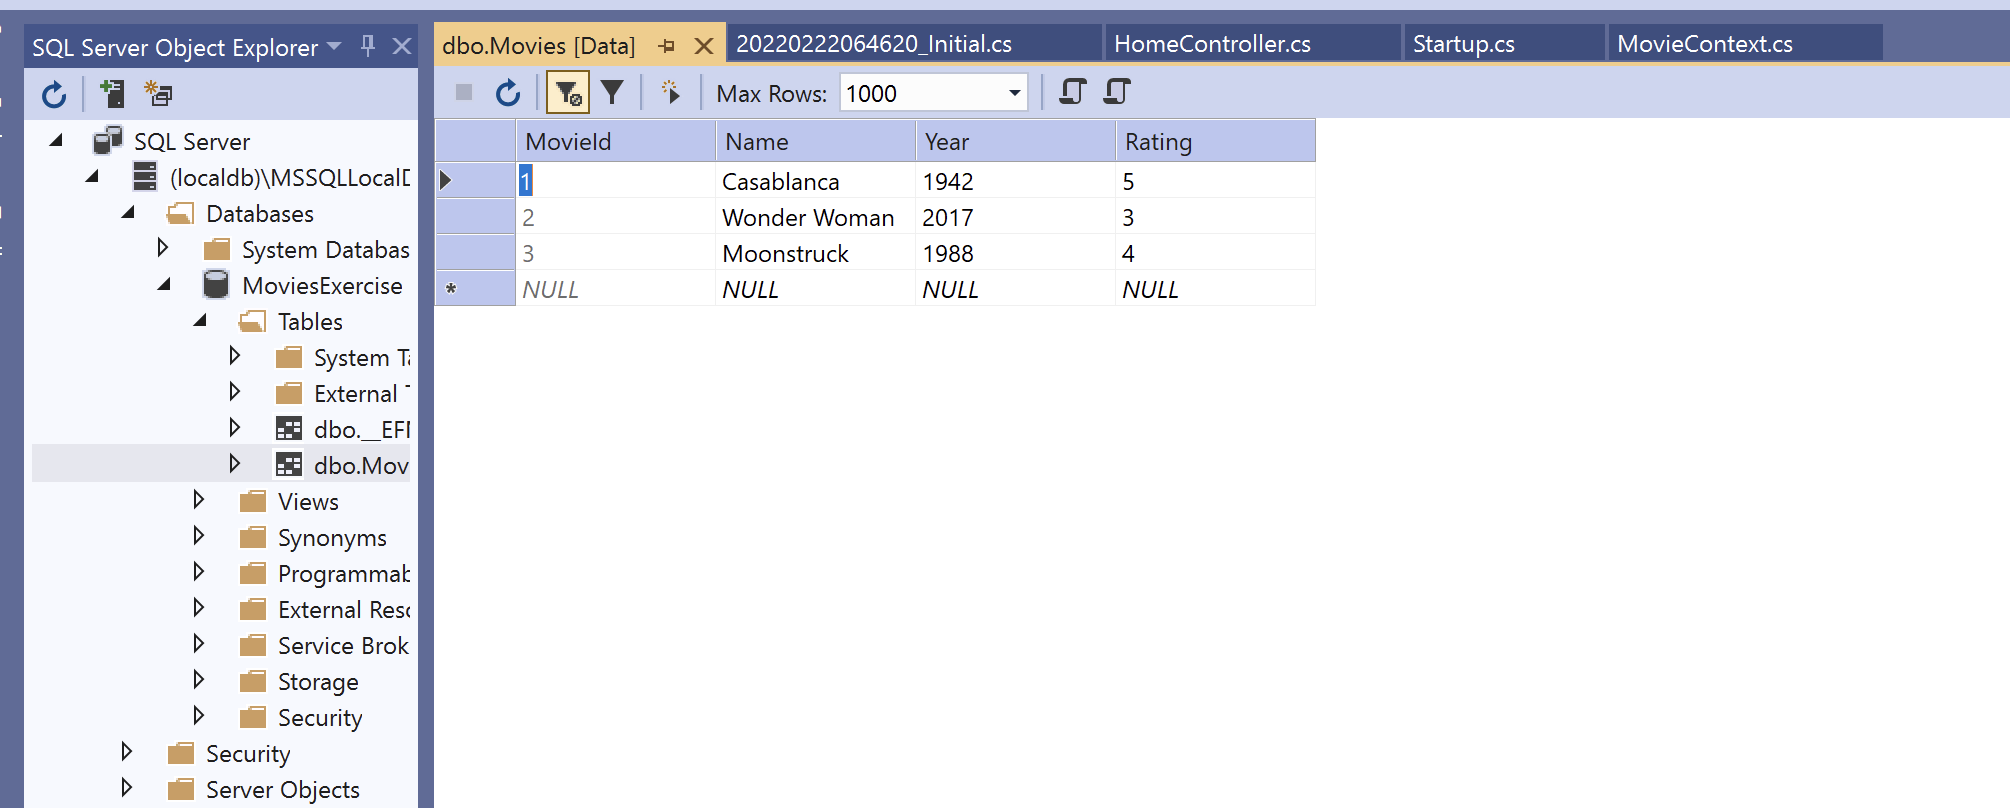 SQL Server Object Explorer
dbo.Movies [Data]
20220222064620_Initial.cs
HomeController.cs
Startup.cs
MovieContext.cs
Max Rows: 1000
SQL Server
(localdb)\MSSQLLocalD
Databases
System Databas
MoviesExercise
Tables
System Ta
External T
dbo.__EFM
dbo.Mov
Views
Synonyms
Programmab
External Reso
Service Brok
Storage
Security
Security
Server Objects
MovieId Name Year Rating
1 Casablanca 1942 5
2 Wonder Woman 2017 3
3 Moonstruck 1988 4
* NULL NULL NULL NULL